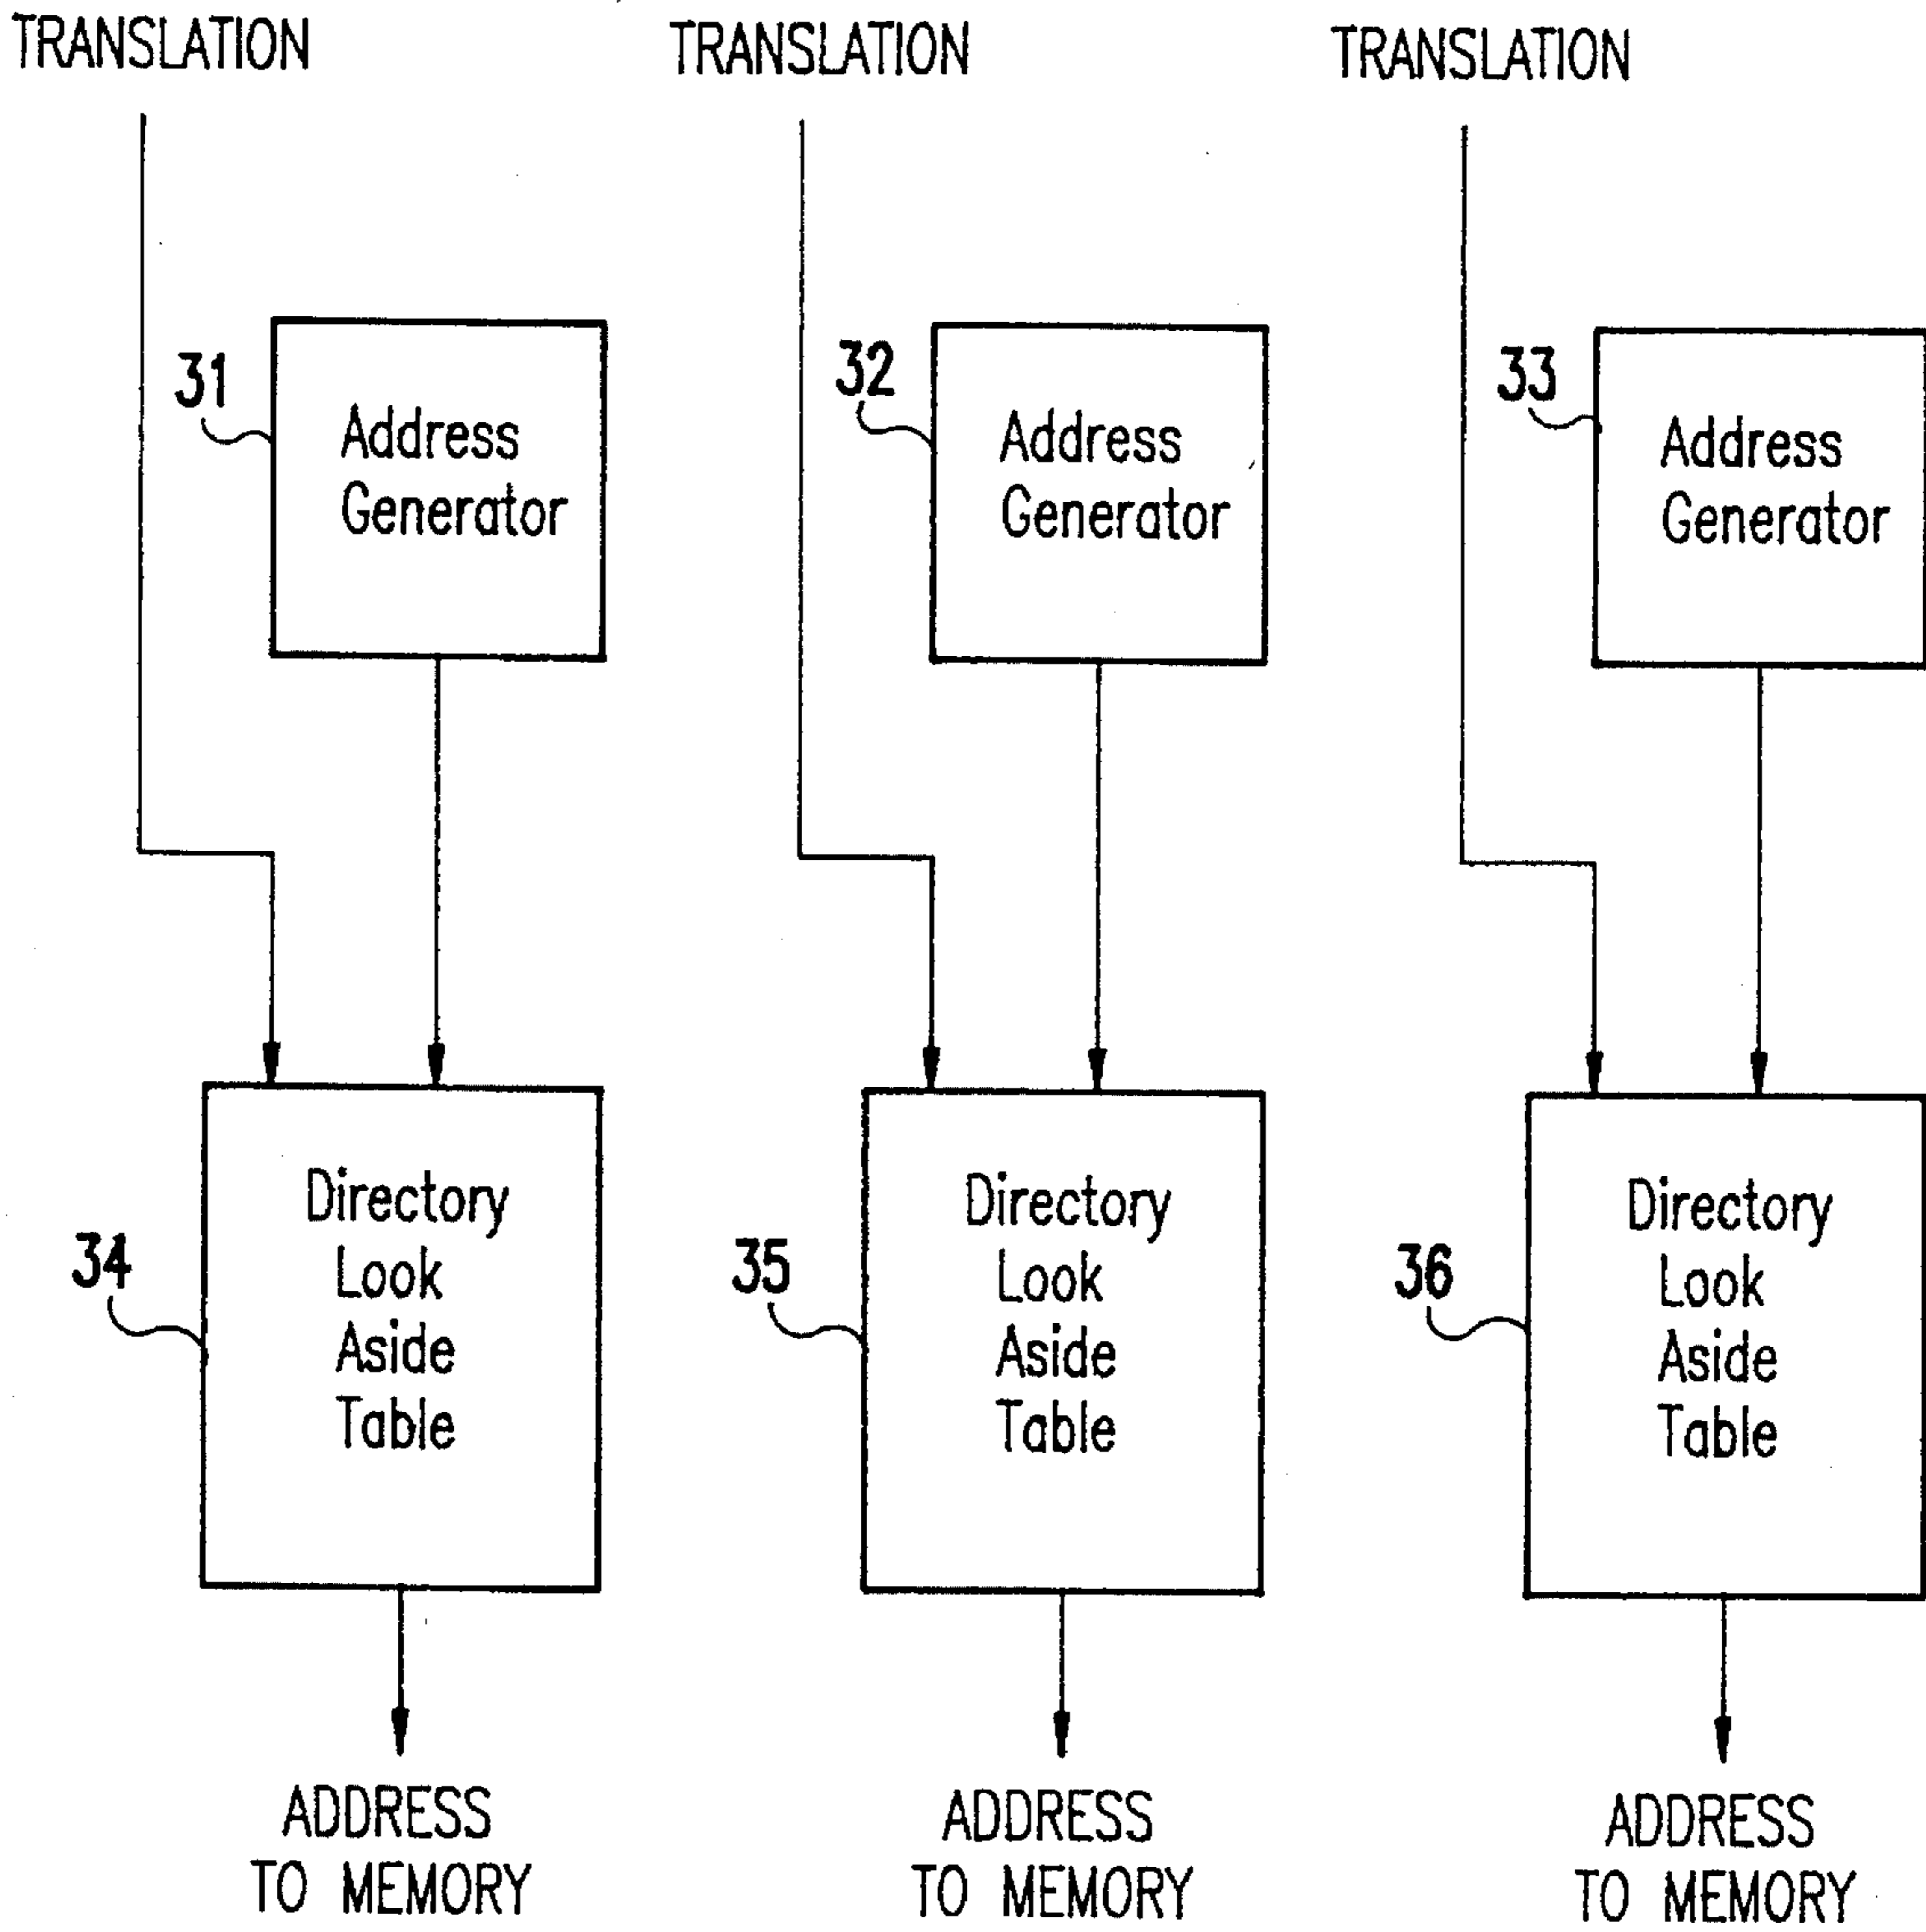 TRANSLATION TRANSLATION TRANSLATION
31 32 33
Address Address Address
Generator Generator Generator
Directory Directory Directory
34 Look 35 Look 36 Look
Aside Aside Aside
Table Table Table
ADDRESS ADDRESS ADDRESS
TO MEMORY TO MEMORY TO MEMORY